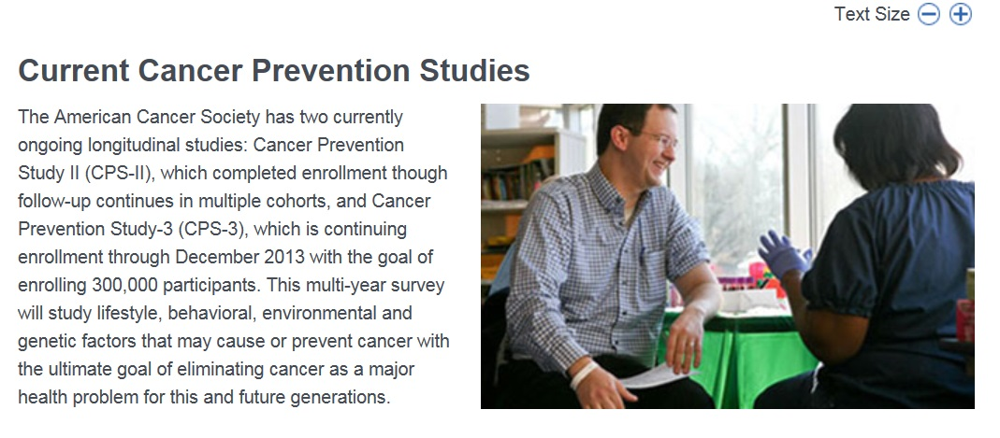 Text Size
Current Cancer Prevention Studies
The American Cancer Society has two currently
ongoing longitudinal studies: Cancer Prevention
Study II (CPS-II), which completed enrollment though
follow-up continues in multiple cohorts, and Cancer
Prevention Study-3 (CPS-3), which is continuing
enrollment through December 2013 with the goal of
enrolling 300,000 participants. This multi-year survey
will study lifestyle, behavioral, environmental and
genetic factors that may cause or prevent cancer with
the ultimate goal of eliminating cancer as a major
health problem for this and future generations.